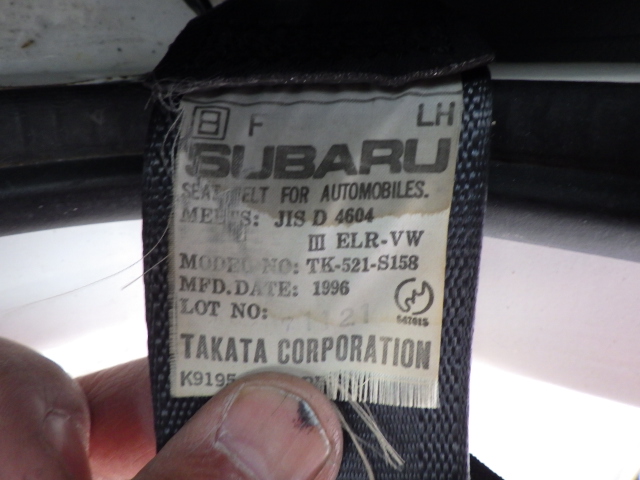 日 F LH
SUBARU
SEAT BELT FOR AUTOMOBILES.
MEETS: JIS D 4604
III ELR-VW
MODEL NO: TK-521-S158
MFD.DATE: 1996
LOT NO:
TAKATA CORPORATION
K9195